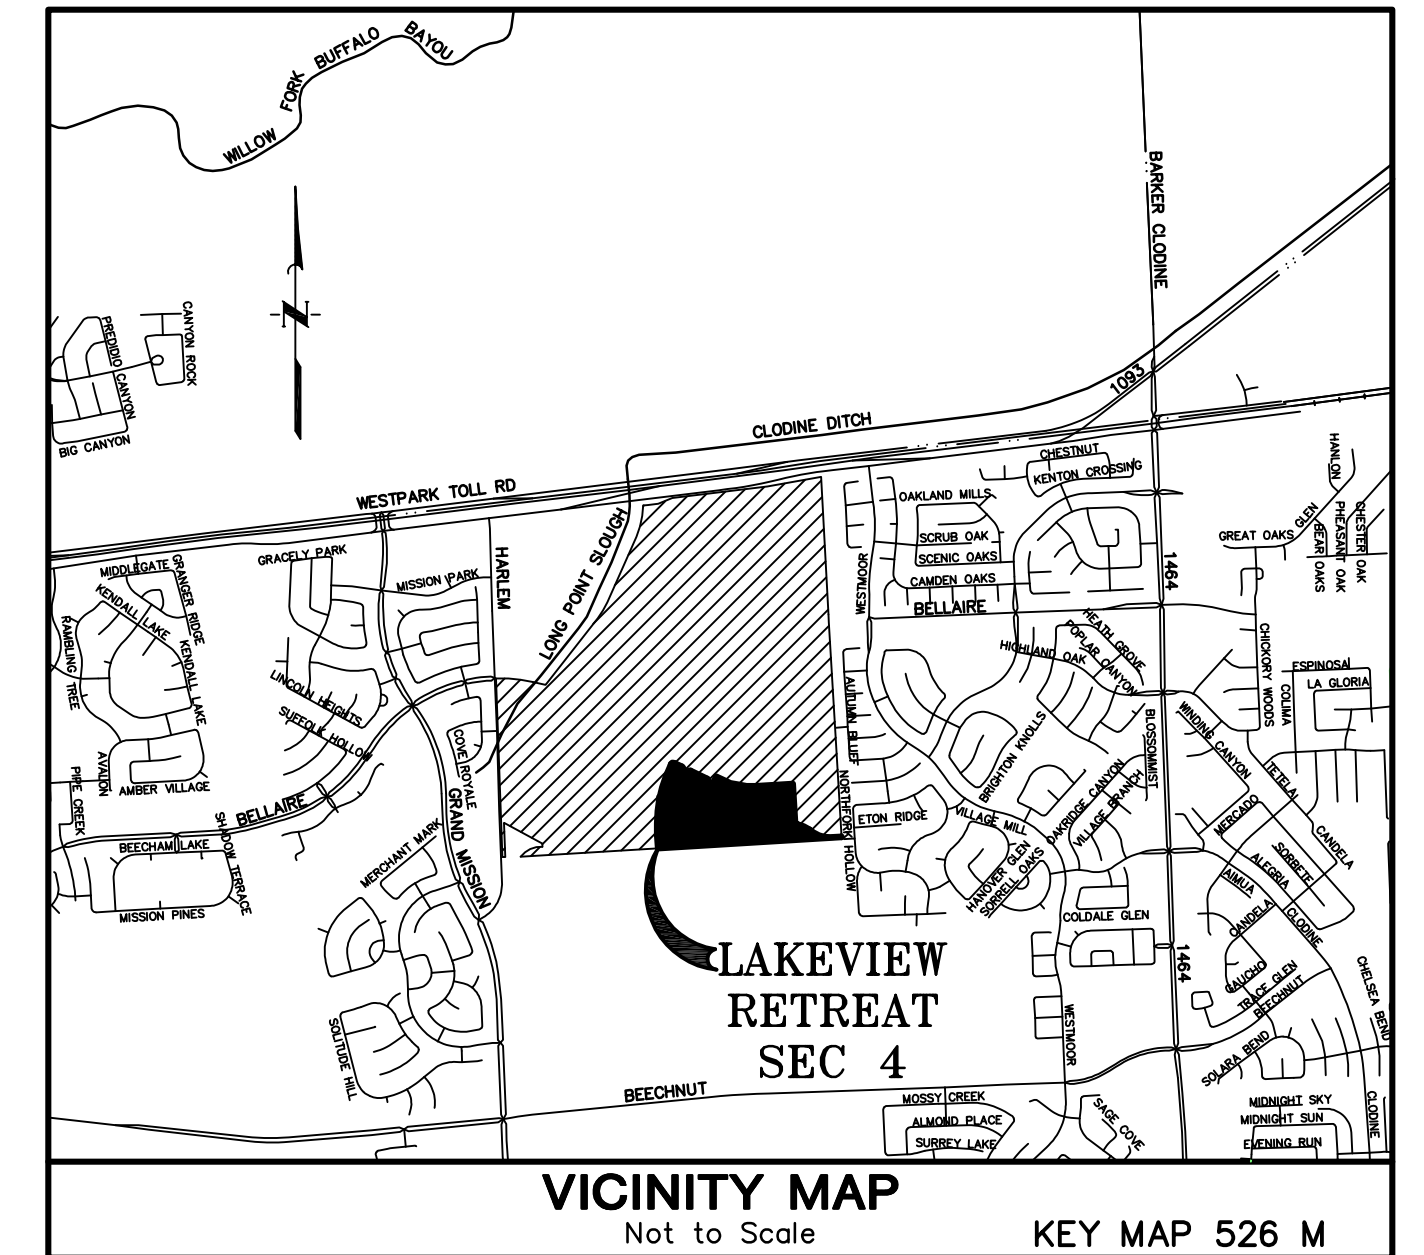 WILLOW FORK BUFFALO BAYOU
BARKER CLODINE
CANYON ROCK
PREDIDIO CANYON
BIG CANYON
N
1093
CLODINE DITCH
WESTPARK TOLL RD
CHESTNUT
KENTON CROSSING
OAKLAND MILLS
SCRUB OAK
SCENIC OAKS
CAMDEN OAKS
WESTMOOR
BELLAIRE
HANLON
GLEN
GREAT OAKS
BEAR OAKS
PHEASANT OAK
CHESTER OAK
1464
GRACELY PARK
MISSION PARK
HARLEM
LONG POINT SLOUGH
MIDDLEGATE
GRANGER RIDGE
KENDALL LAKE
KENDALL LAKE
RAMBLING TREE
LINCOLN HEIGHTS
SUFFOLK HOLLOW
HEATH GROVE
POPLAR CANYON
HIGHLAND OAK
CHICKORY WOODS
ESPINOSA
LA GLORIA
COLIMA
AUTUMN BLUFF
BRIGHTON KNOLLS
BLOSSOMMIST
WINDING CANYON
TETELA
COVE ROYALE
AVALON
PIPE CREEK
AMBER VILLAGE
BELLAIRE
GRAND MISSION
SHADOW TERRACE
BEECHAM LAKE
MISSION PINES
MERCHANT MARK
NORTHFORK HOLLOW
ETON RIDGE
VILLAGE MILL
OAKRIDGE CANYON
VILLAGE BRANCH
HANOVER GLEN
SORRELL OAKS
MERCADO
CANDELA
SORBETE
ALEGRIA
AIMUA
CANDELA
CLODINE
COLDALE GLEN
1464
GAUCHO
TRACE GLEN
BEECHNUT
CHELSEA BEND
LAKEVIEW
RETREAT
SEC 4
SOLITUDE HILL
WESTMOOR
SOLARA BEND
BEECHNUT
MOSSY CREEK
ALMOND PLACE
SURREY LAKE
SAGE COVE
MIDNIGHT SKY
MIDNIGHT SUN
EVENING RUN
CLODINE
VICINITY MAP
Not to Scale
KEY MAP 526 M